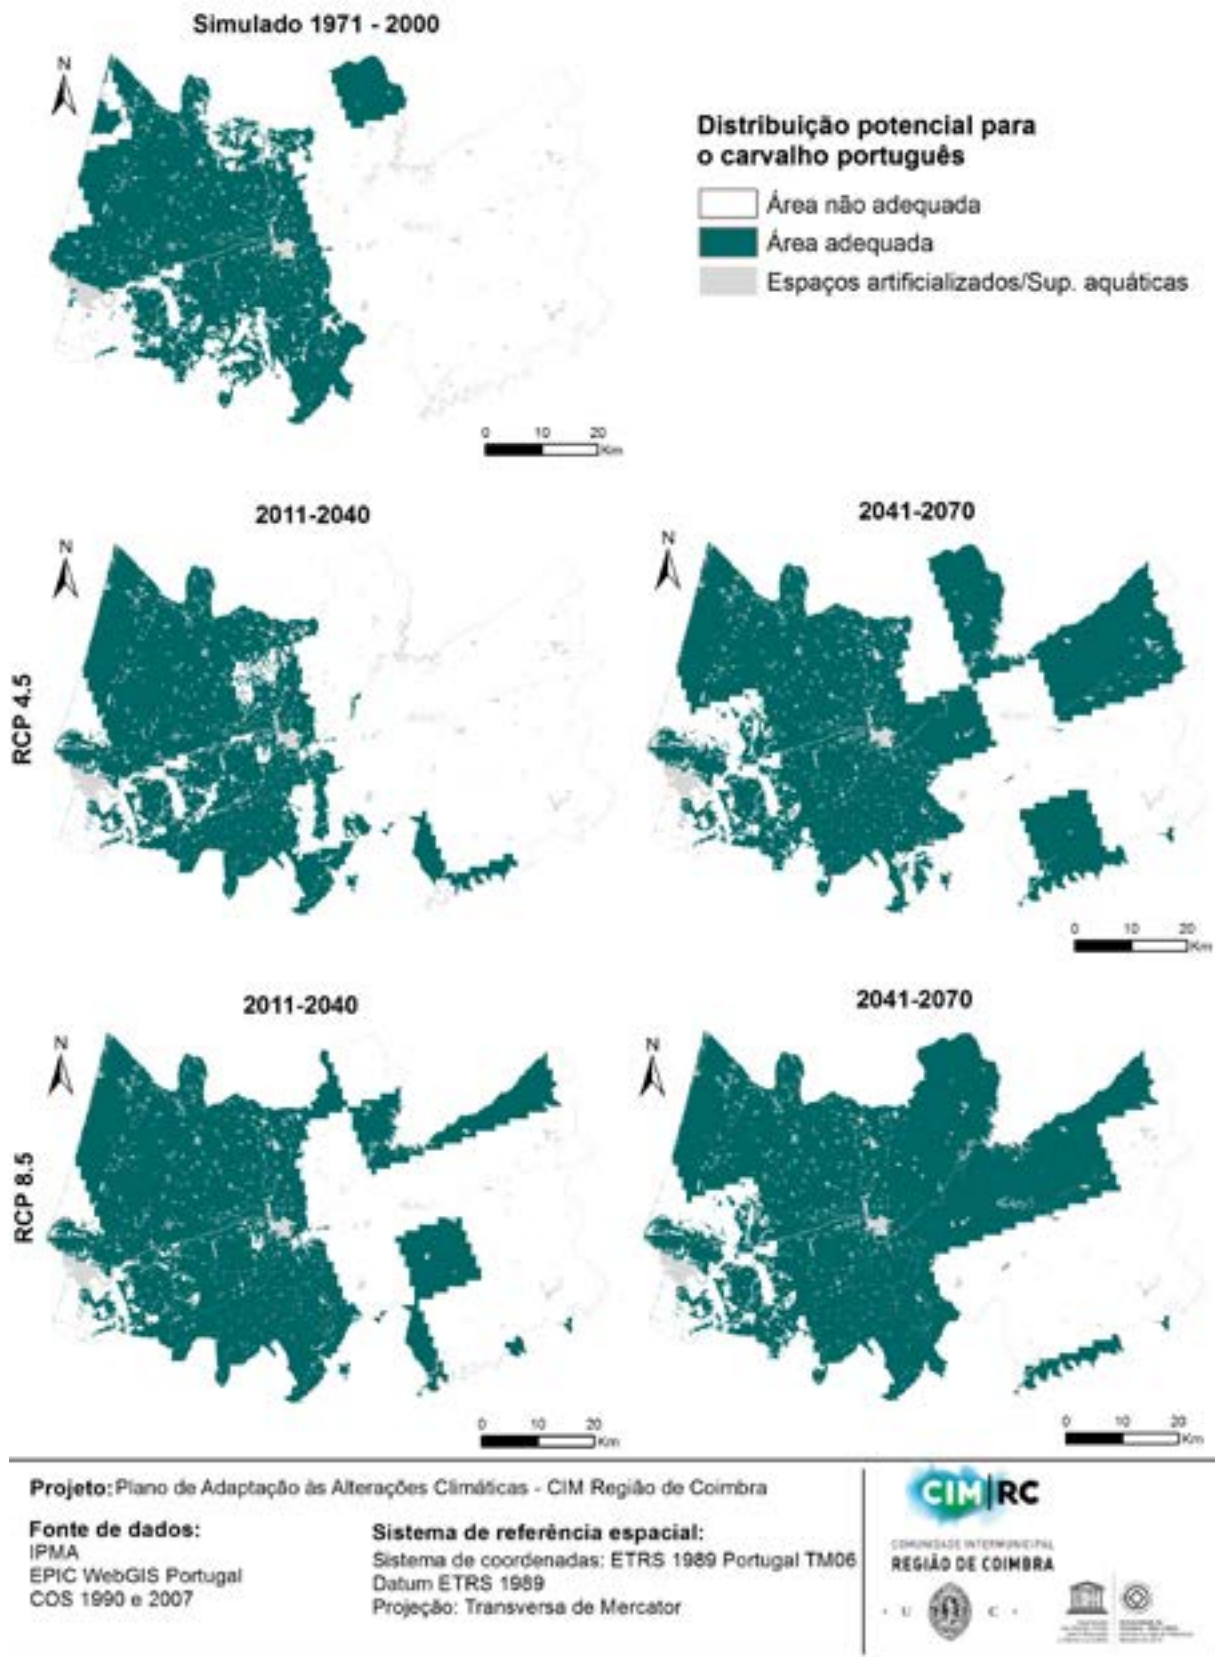 Simulado 1971 - 2000
N
Distribuição potencial para
o carvalho português
Área não adequada
Área adequada
Espaços artificializados/Sup. aquáticas
0 10 20
Km
2011-2040
2041-2070
N
N
RCP 4.5
0 10 20
Km
2011-2040
2041-2070
N
N
RCP 8.5
0 10 20
Km
0 10 20
Km
Projeto: Plano de Adaptação às Alterações Climáticas - CIM Região de Coimbra
Fonte de dados:
IPMA
EPIC WebGIS Portugal
COS 1990 e 2007
Sistema de referência espacial:
Sistema de coordenadas: ETRS 1989 Portugal TM06
Datum ETRS 1989
Projeção: Transversa de Mercator
CIM|RC
COMUNIDADE INTERMUNICIPAL
REGIÃO DE COIMBRA
· U C ·